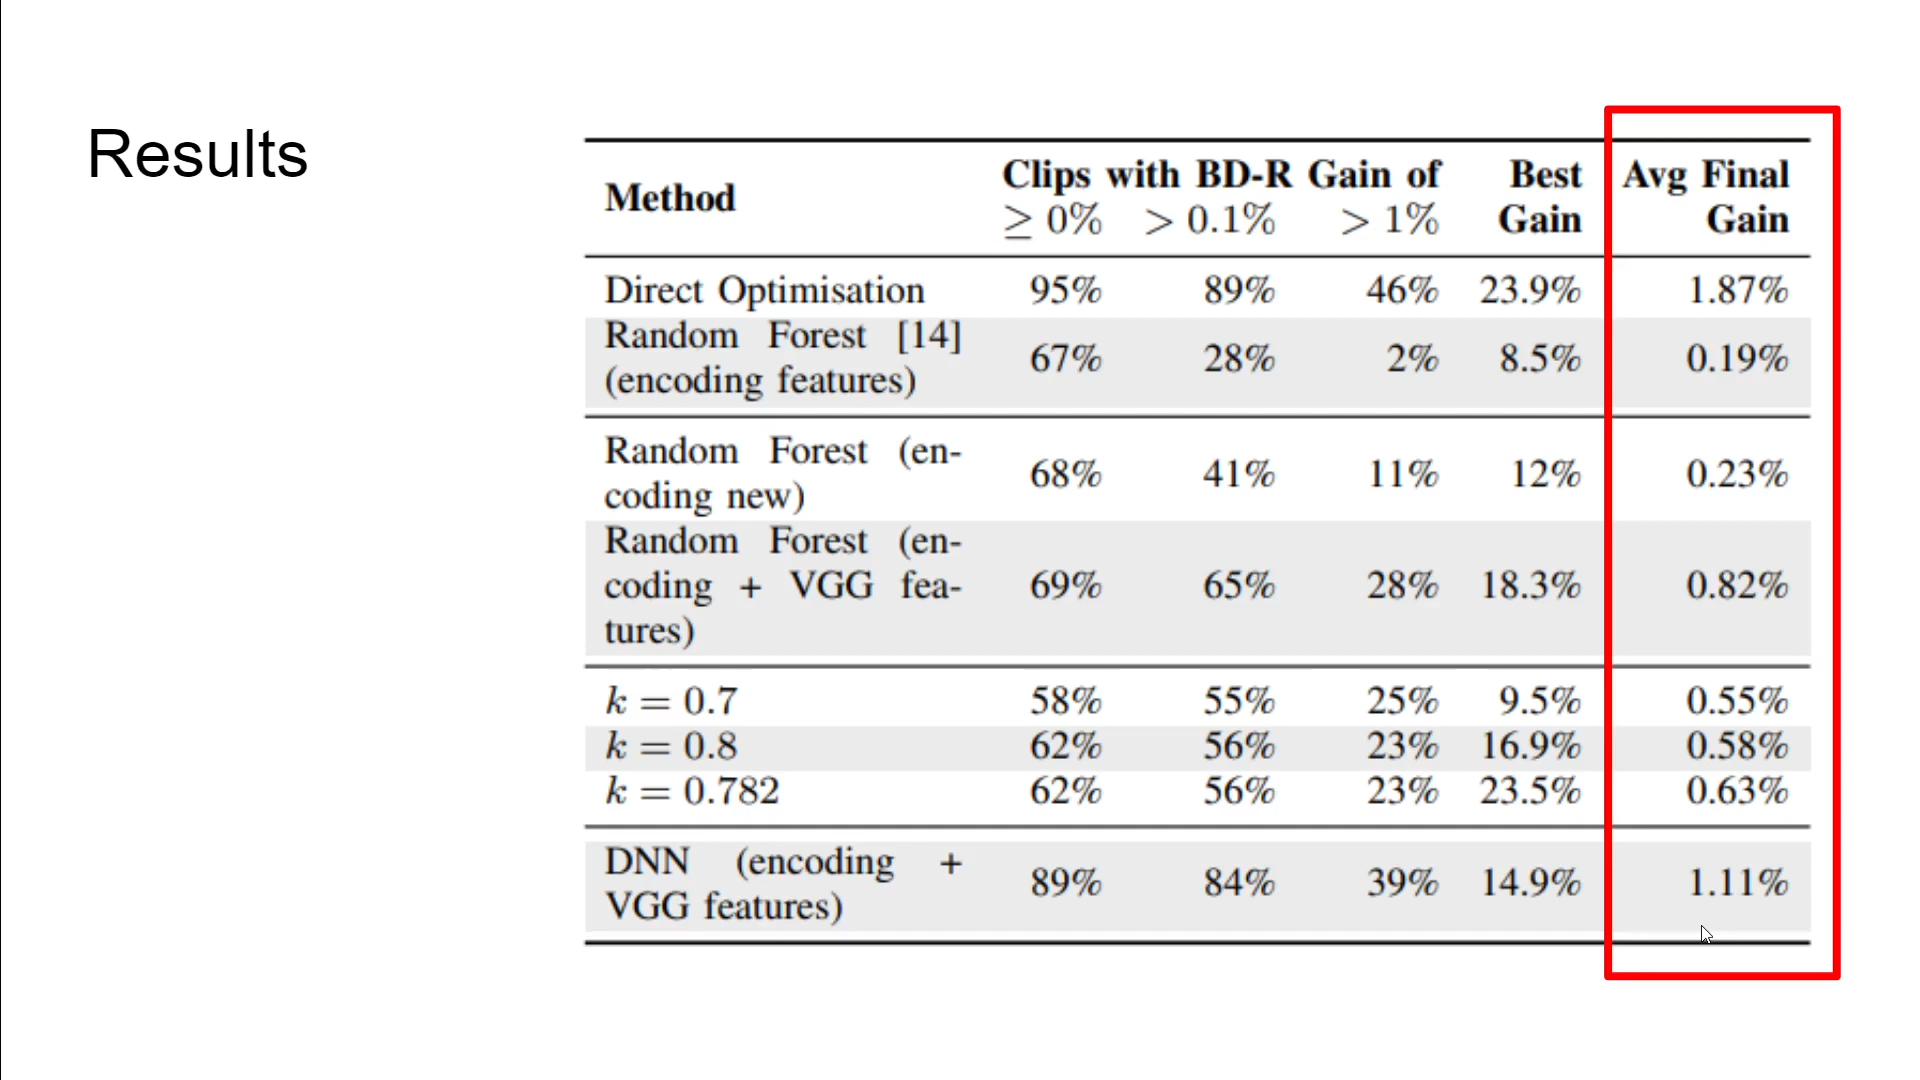 Results
Method Clips with BD-R Gain of Best Avg Final
≥ 0% > 0.1% > 1% Gain Gain
Direct Optimisation 95% 89% 46% 23.9% 1.87%
Random Forest [14]
(encoding features) 67% 28% 2% 8.5% 0.19%
Random Forest (en-
coding new) 68% 41% 11% 12% 0.23%
Random Forest (en-
coding + VGG fea- 69% 65% 28% 18.3% 0.82%
tures)
k = 0.7 58% 55% 25% 9.5% 0.55%
k = 0.8 62% 56% 23% 16.9% 0.58%
k = 0.782 62% 56% 23% 23.5% 0.63%
DNN (encoding +
VGG features) 89% 84% 39% 14.9% 1.11%